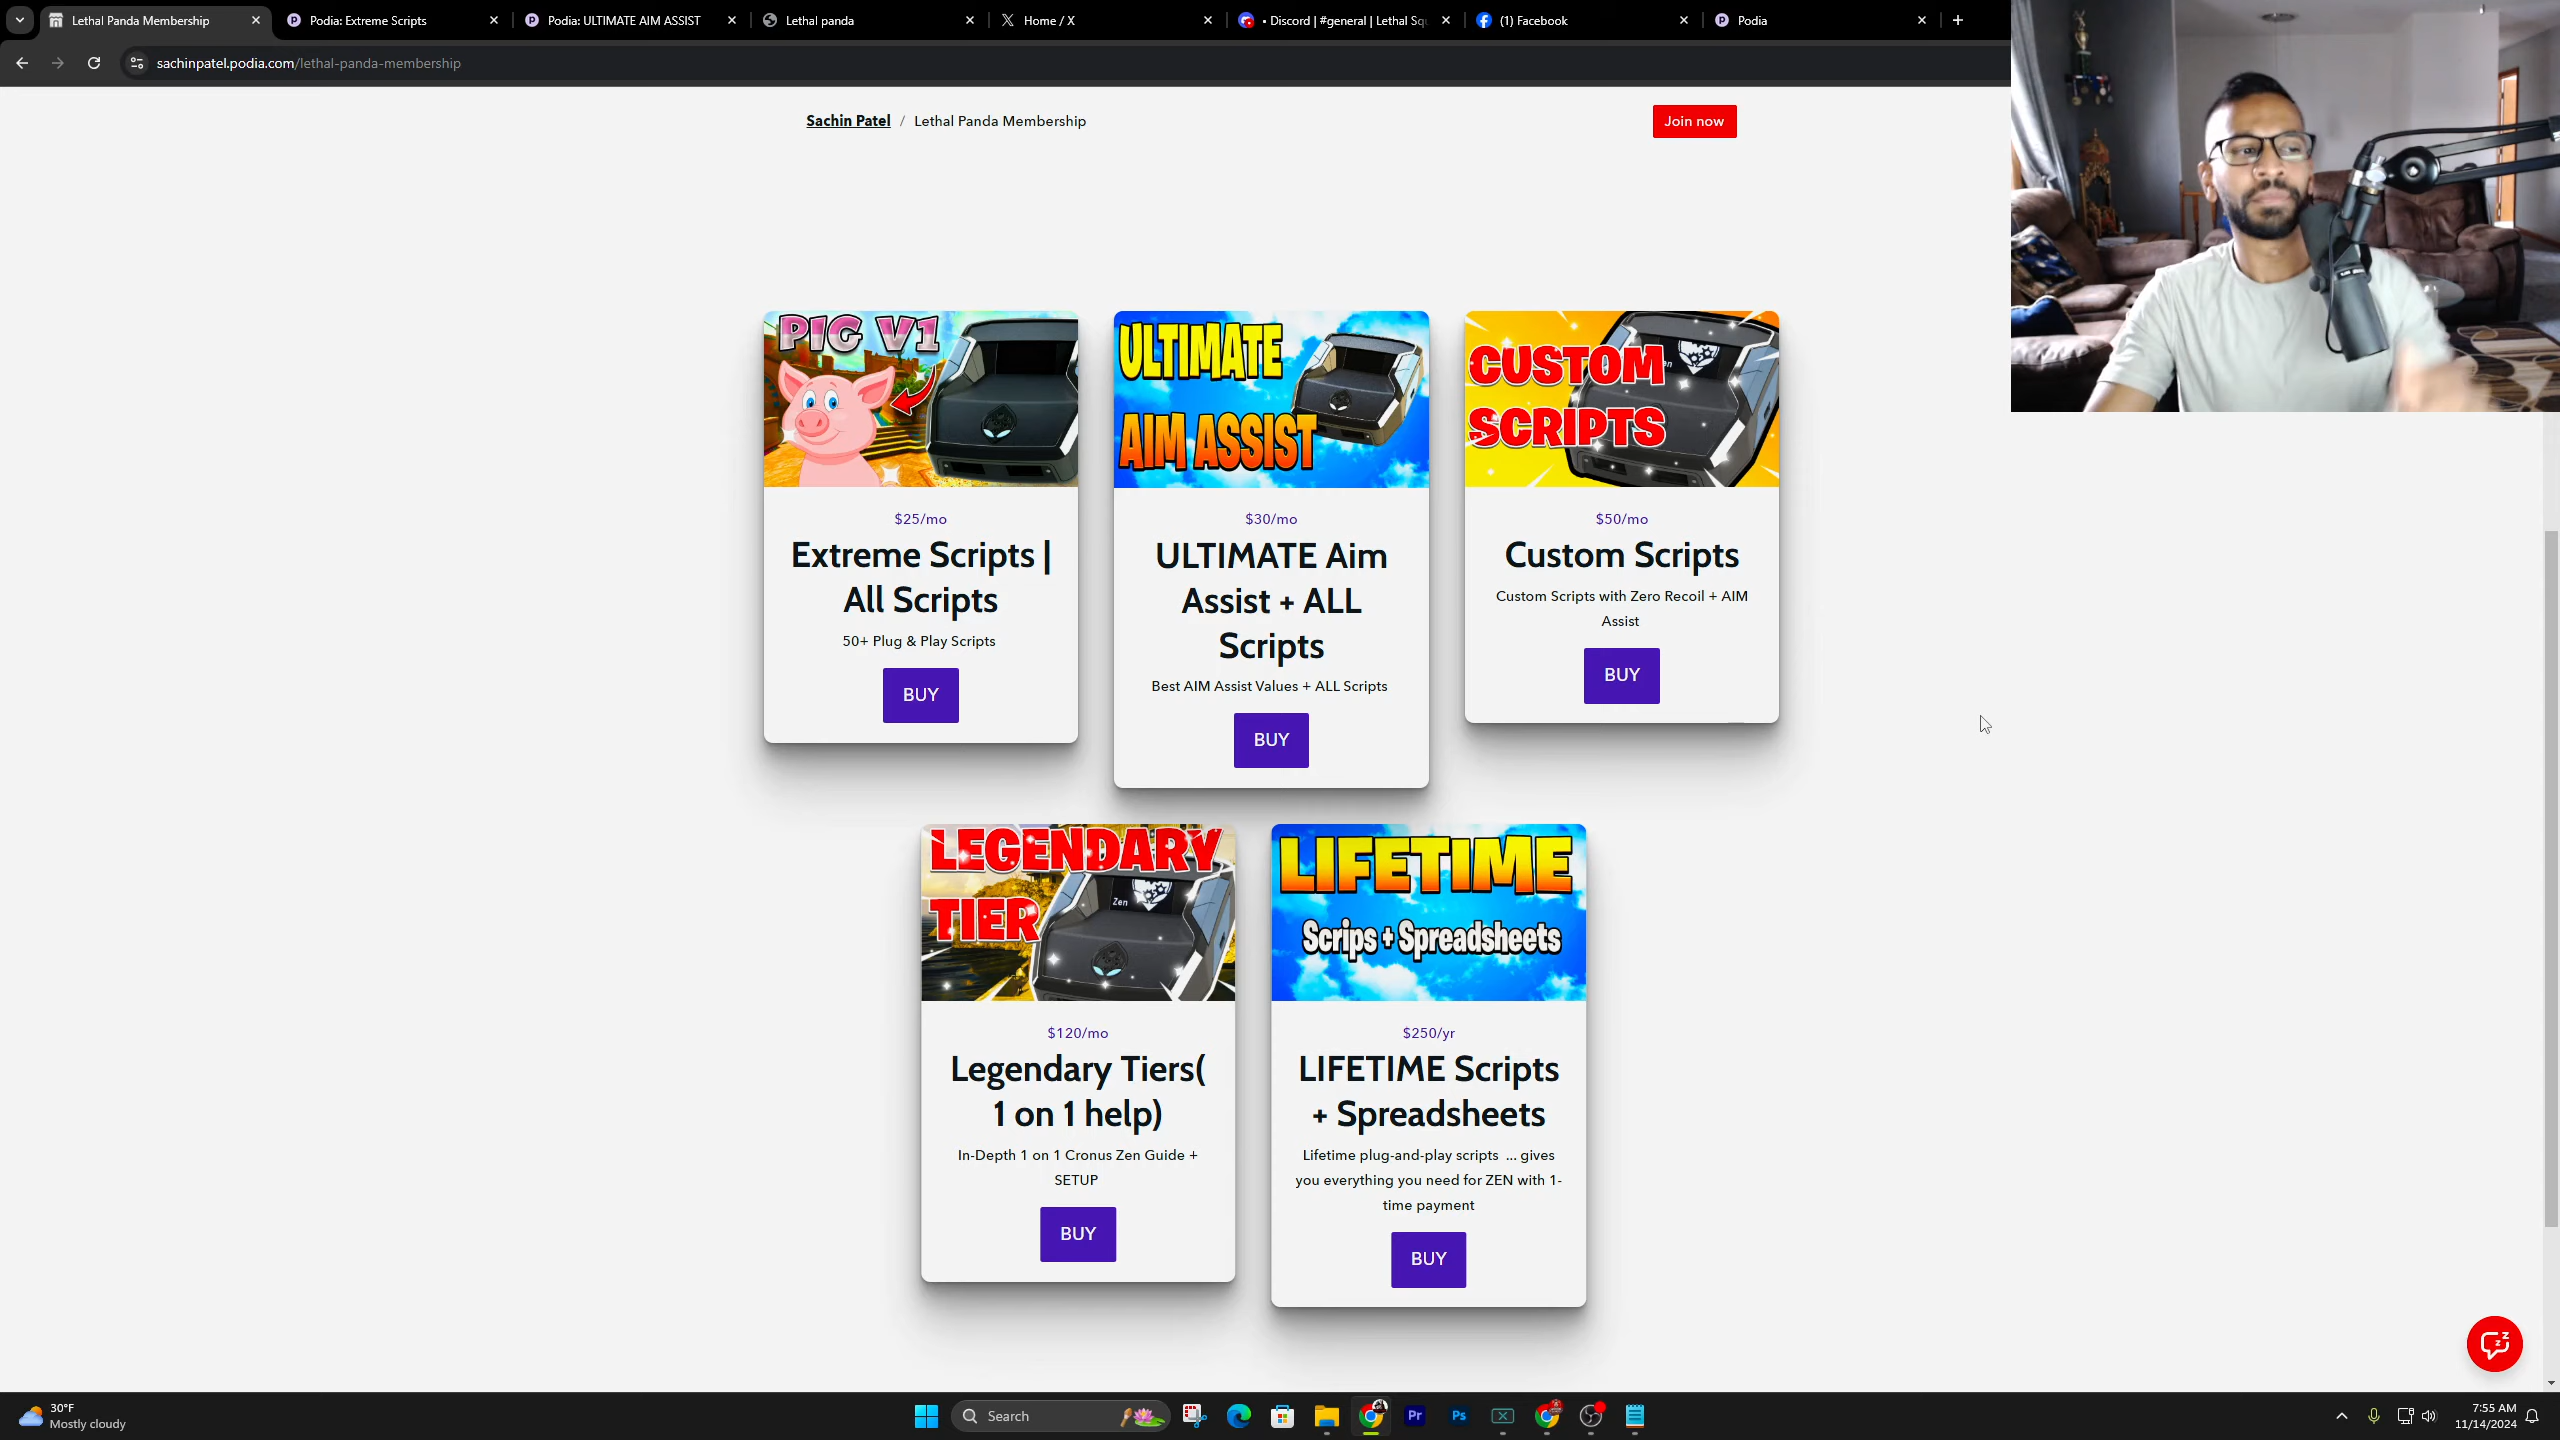 Lethal Panda Membership
Podia: Extreme Scripts
Podia: ULTIMATE AIM ASSIST
Lethal panda
Home / X
• Discord | #general | Lethal Squ
(1) Facebook
Podia
sachinpatel.podia.com/lethal-panda-membership
Sachin Patel / Lethal Panda Membership
Join now
PIG V1
ULTIMATE
AIM ASSIST
CUSTOM
SCRIPTS
$25/mo
Extreme Scripts |
All Scripts
50+ Plug & Play Scripts
BUY
$30/mo
ULTIMATE Aim
Assist + ALL
Scripts
Best AIM Assist Values + ALL Scripts
BUY
$50/mo
Custom Scripts
Custom Scripts with Zero Recoil + AIM
Assist
BUY
LEGENDARY
TIER
Zen
LIFETIME
Scrips + Spreadsheets
$120/mo
Legendary Tiers(
1 on 1 help)
In-Depth 1 on 1 Cronus Zen Guide +
SETUP
BUY
$250/yr
LIFETIME Scripts
+ Spreadsheets
Lifetime plug-and-play scripts ... gives
you everything you need for ZEN with 1-
time payment
BUY
30°F
Mostly cloudy
Search
Pr
Ps
7:55 AM
11/14/2024